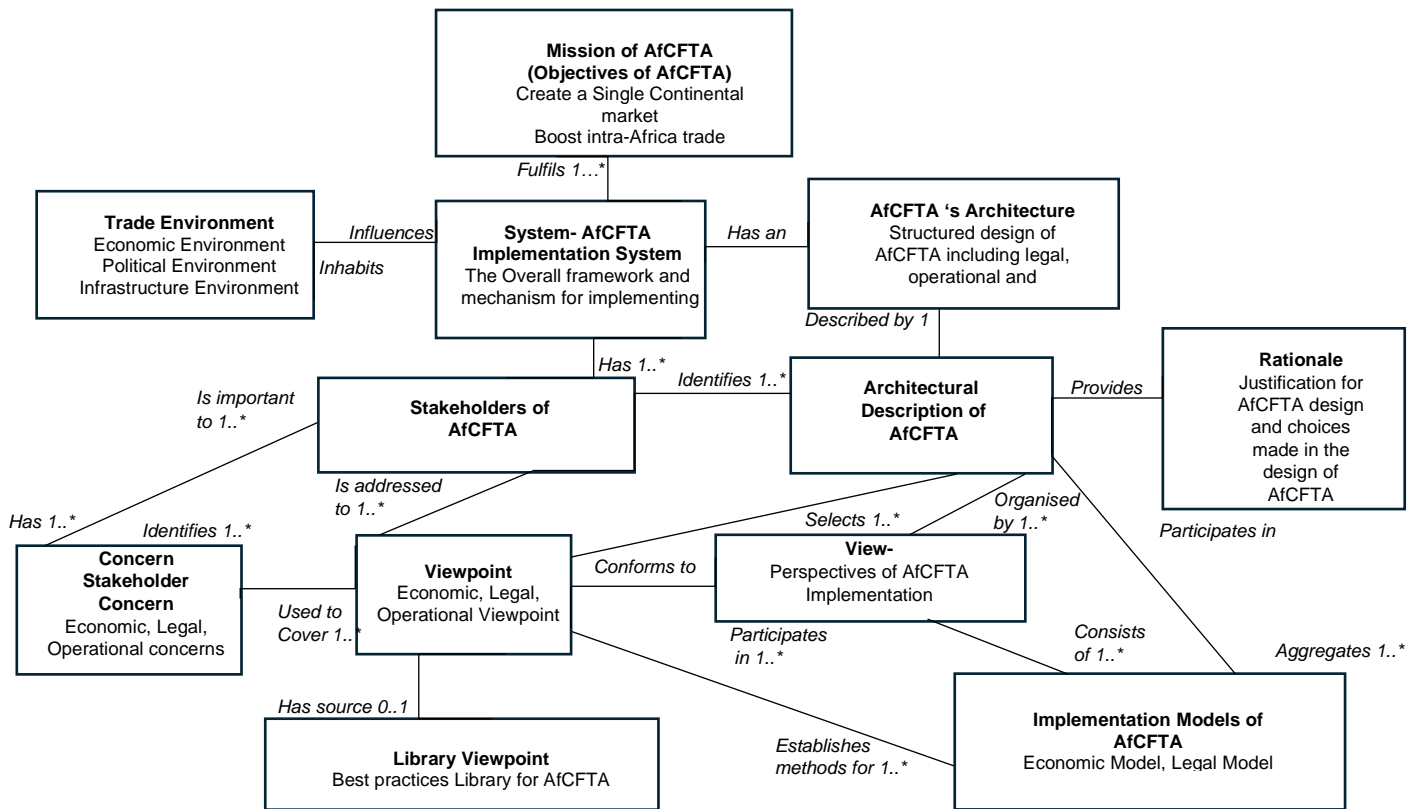 Mission of AfCFTA
(Objectives of AfCFTA)
Create a Single Continental
market
Boost intra-Africa trade
Fulfils 1…*
Trade Environment
Economic Environment
Political Environment
Infrastructure Environment
Influences
Inhabits
System- AfCFTA
Implementation System
The Overall framework and
mechanism for implementing
Has an
AfCFTA ‘s Architecture
Structured design of
AfCFTA including legal,
operational and
Described by 1
Has 1..*
Identifies 1..*
Stakeholders of
AfCFTA
Architectural
Description of
AfCFTA
Provides
Rationale
Justification for
AfCFTA design
and choices
made in the
design of
AfCFTA
Is important
to 1..*
Is addressed
to 1..*
Selects 1..*
Organised
by 1..*
Participates in
Has 1..*
Identifies 1..*
Concern
Stakeholder
Concern
Economic, Legal,
Operational concerns
Used to
Cover 1..*
Viewpoint
Economic, Legal,
Operational Viewpoint
Conforms to
View-
Perspectives of AfCFTA
Implementation
Participates
in 1..*
Consists
of 1..*
Aggregates 1..*
Has source 0..1
Library Viewpoint
Best practices Library for AfCFTA
Establishes
methods for 1..*
Implementation Models of
AfCFTA
Economic Model, Legal Model